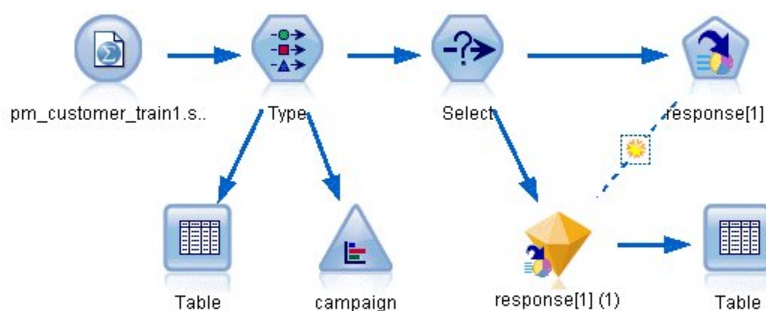 pm_customer_train1.s..
Type
Select
response[1]
Table
campaign
response[1] (1)
Table